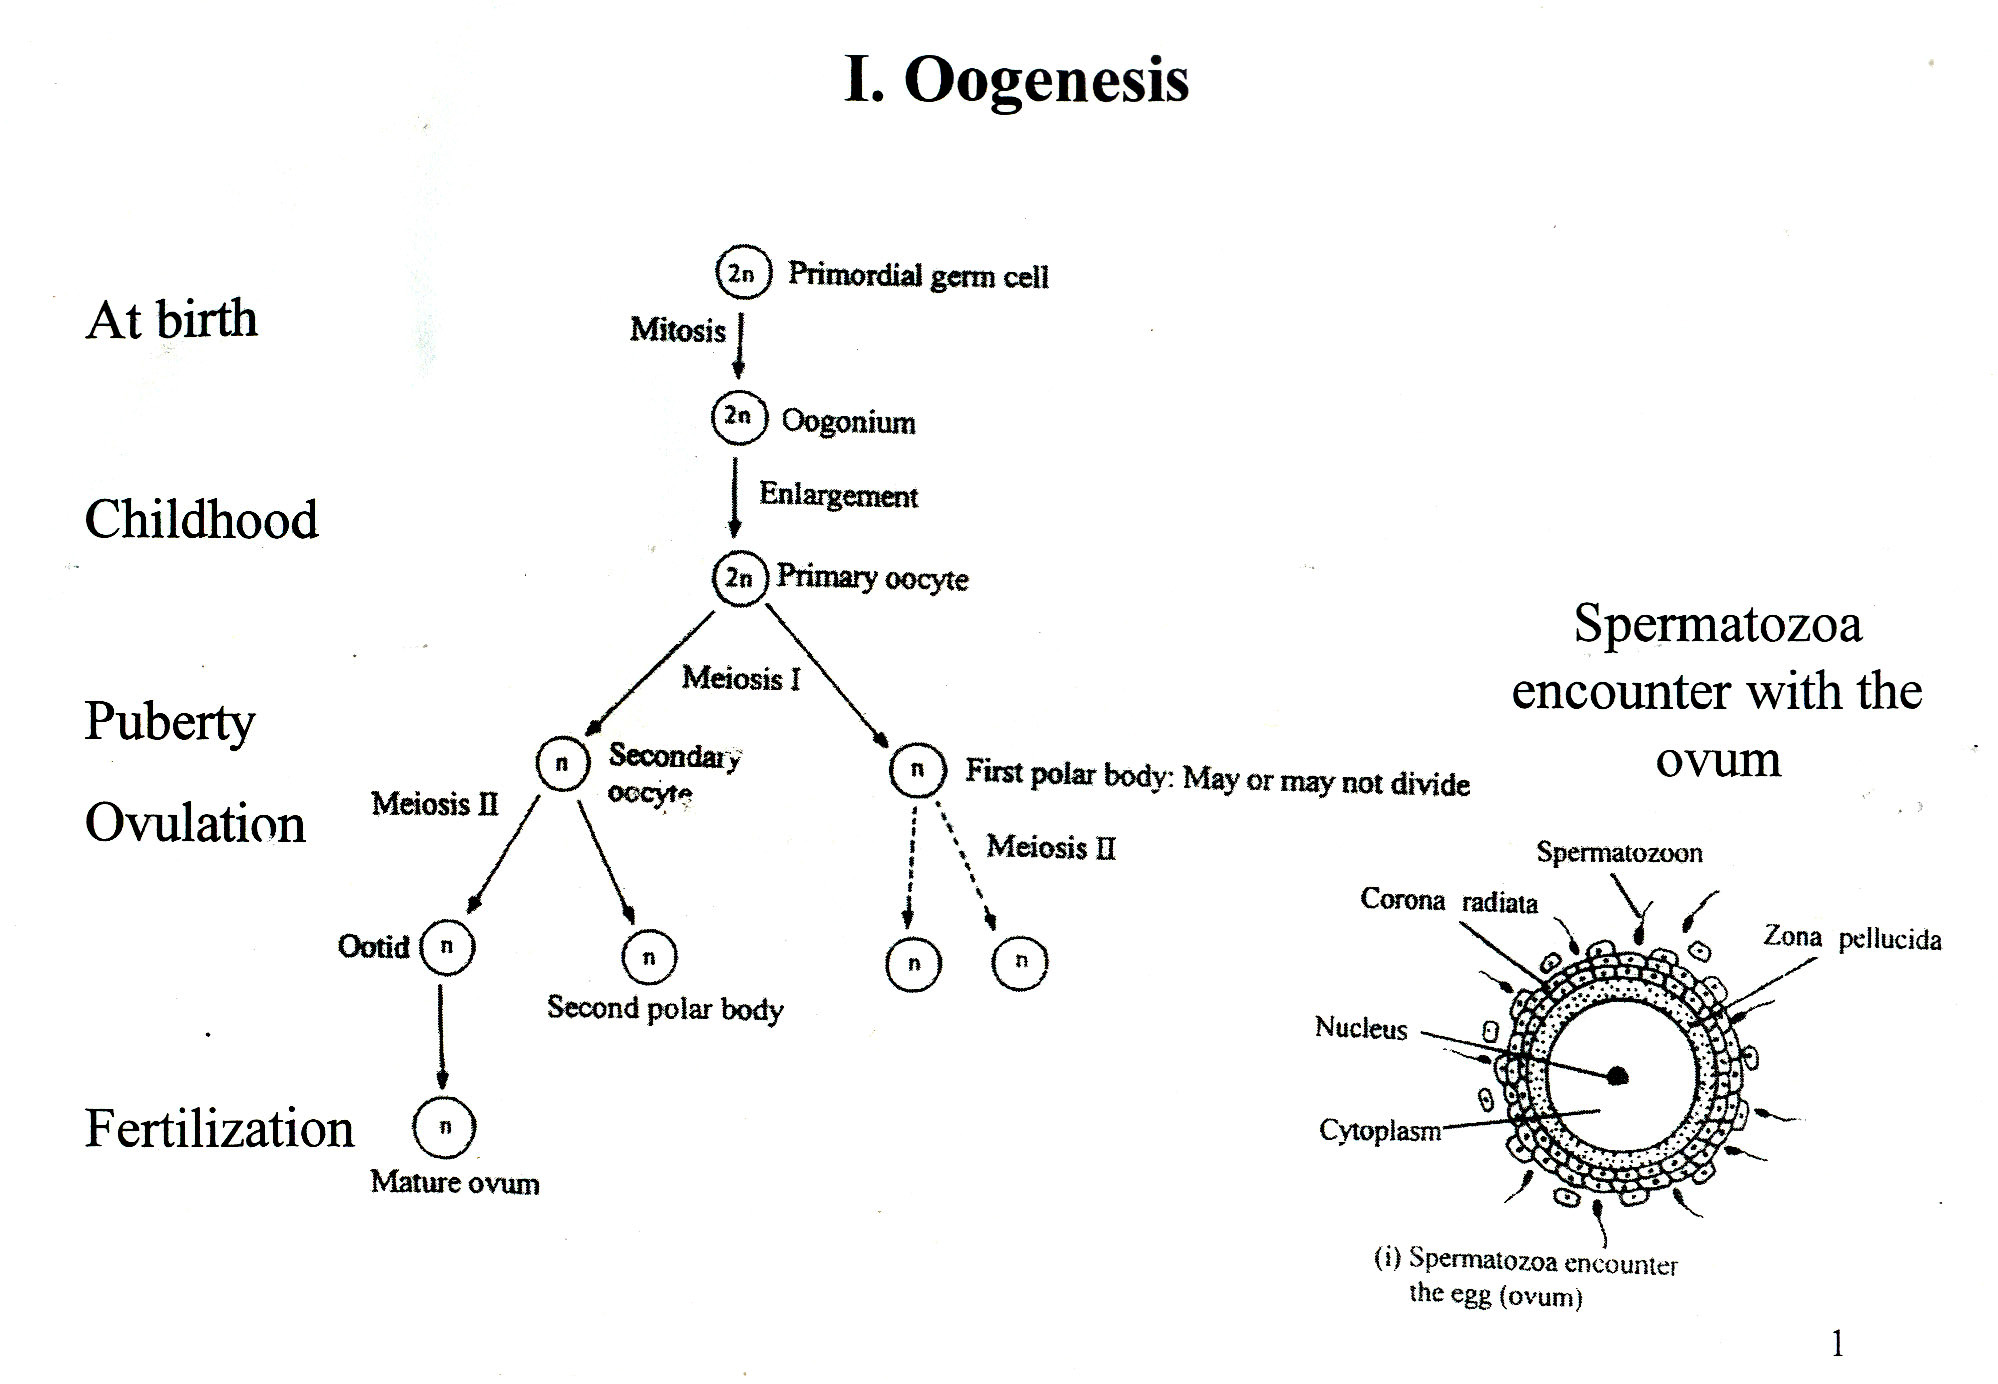 I. Oogenesis
At birth
Childhood
Puberty
Ovulation
Fertilization
2n Primordial germ cell
Mitosis
2n Oogonium
Enlargement
2n Primary oocyte
Meiosis I
n Secondary
oocyte
n First polar body: May or may not divide
Meiosis II
Meiosis II
Ootid n
n
Second polar body
n
n
n
Mature ovum
Spermatozoa
encounter with the
ovum
Spermatozoon
Corona radiata
Zona pellucida
Nucleus
Cytoplasm
(i) Spermatozoa encounter
the egg (ovum)
1